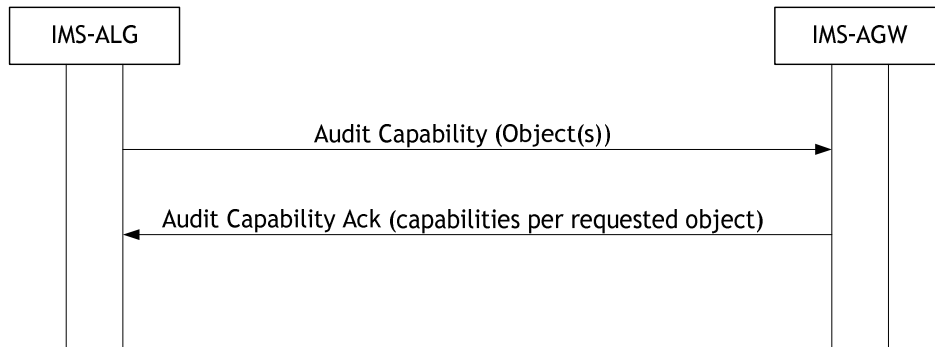 IMS-ALG
IMS-AGW
Audit Capability (Object(s))
Audit Capability Ack (capabilities per requested object)